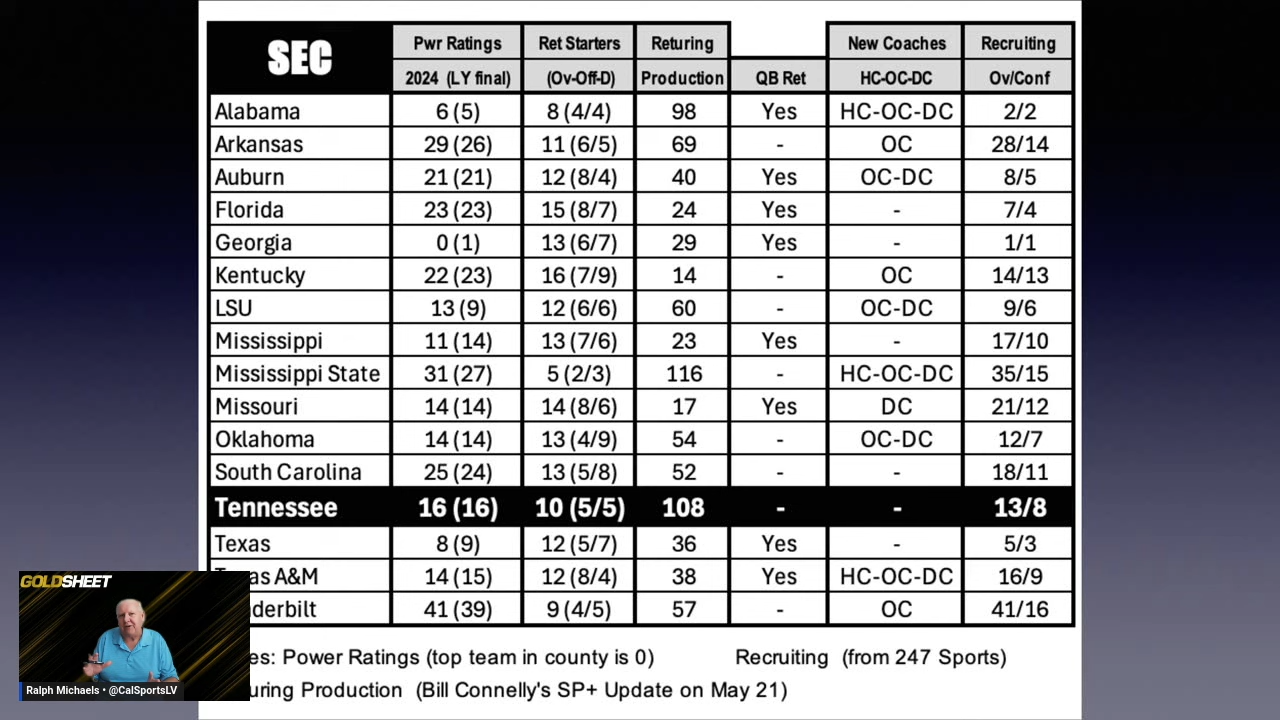 SEC Pwr Ratings Ret Starters Returing New Coaches Recruiting
2024 (LY final) (Ov-Off-D) Production QB Ret HC-OC-DC Ov/Conf
Alabama 6 (5) 8 (4/4) 98 Yes HC-OC-DC 2/2
Arkansas 29 (26) 11 (6/5) 69 - OC 28/14
Auburn 21 (21) 12 (8/4) 40 Yes OC-DC 8/5
Florida 23 (23) 15 (8/7) 24 Yes - 7/4
Georgia 0 (1) 13 (6/7) 29 Yes - 1/1
Kentucky 22 (23) 16 (7/9) 14 - OC 14/13
LSU 13 (9) 12 (6/6) 60 - OC-DC 9/6
Mississippi 11 (14) 13 (7/6) 23 Yes - 17/10
Mississippi State 31 (27) 5 (2/3) 116 - HC-OC-DC 35/15
Missouri 14 (14) 14 (8/6) 17 Yes DC 21/12
Oklahoma 14 (14) 13 (4/9) 54 - OC-DC 12/7
South Carolina 25 (24) 13 (5/8) 52 - - 18/11
Tennessee 16 (16) 10 (5/5) 108 - - 13/8
Texas 8 (9) 12 (5/7) 36 Yes - 5/3
as A&M 14 (15) 12 (8/4) 38 Yes HC-OC-DC 16/9
derbilt 41 (39) 9 (4/5) 57 - OC 41/16
es: Power Ratings (top team in county is 0) Recruiting (from 247 Sports)
uring Production (Bill Connelly's SP+ Update on May 21)
GOLDSHEET
Ralph Michaels • @CalSportsLV